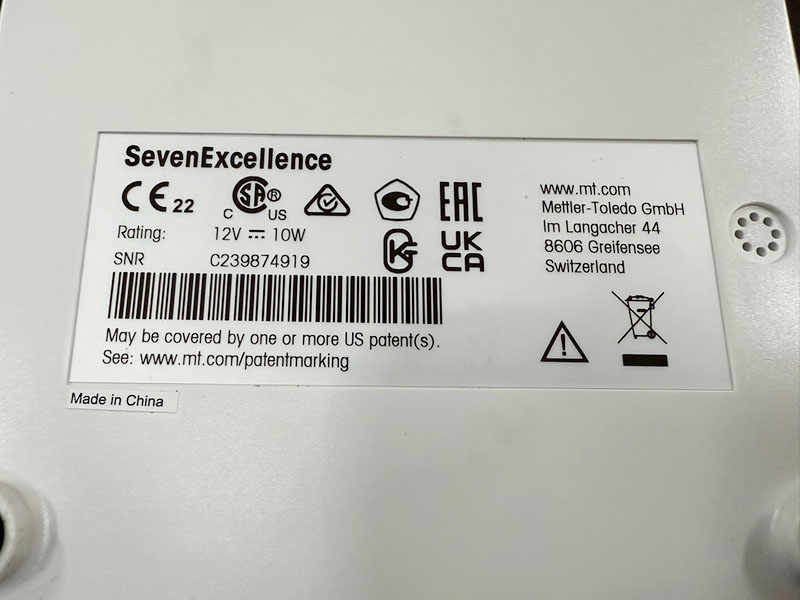 SevenExcellence
CE 22
C SA® US
EAC
UK
CA
Rating: 12V ⎓ 10W
SNR C239874919
May be covered by one or more US patent(s).
See: www.mt.com/patentmarking
www.mt.com
Mettler-Toledo GmbH
Im Langacher 44
8606 Greifensee
Switzerland
Made in China